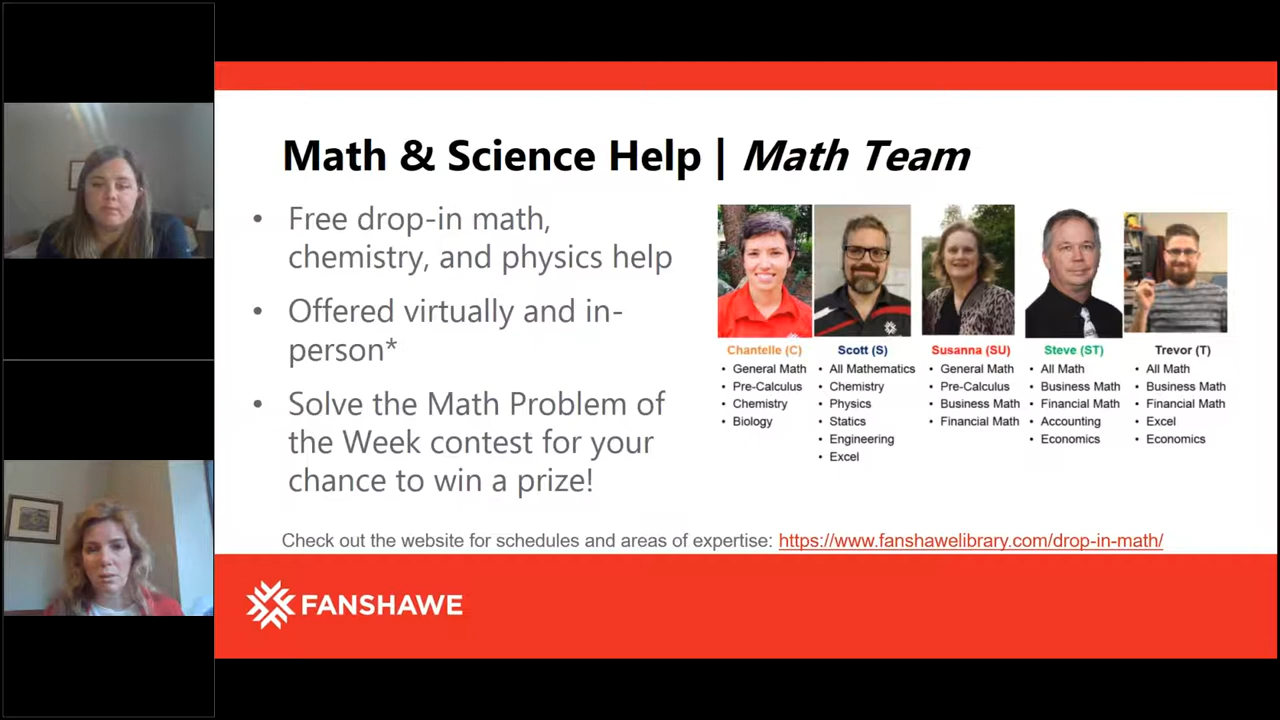 Math & Science Help | Math Team
• Free drop-in math,
chemistry, and physics help
• Offered virtually and in-
person*
• Solve the Math Problem of
the Week contest for your
chance to win a prize!
Chantelle (C)
• General Math
• Pre-Calculus
• Chemistry
• Biology
Scott (S)
• All Mathematics
• Chemistry
• Physics
• Statics
• Engineering
• Excel
Susanna (SU)
• General Math
• Pre-Calculus
• Business Math
• Financial Math
Steve (ST)
• All Math
• Business Math
• Financial Math
• Accounting
• Economics
Trevor (T)
• All Math
• Business Math
• Financial Math
• Excel
• Economics
Check out the website for schedules and areas of expertise: https://www.fanshawelibrary.com/drop-in-math/
FANSHAWE